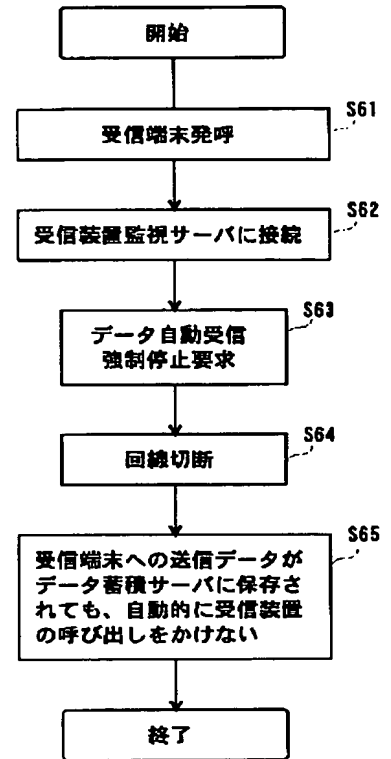 開始
S61
受信端末発呼
S62
受信装置監視サーバに接続
S63
データ自動受信
強制停止要求
S64
回線切断
S65
受信端末への送信データが
データ蓄積サーバに保存さ
れても、自動的に受信装置
の呼び出しをかけない
終了